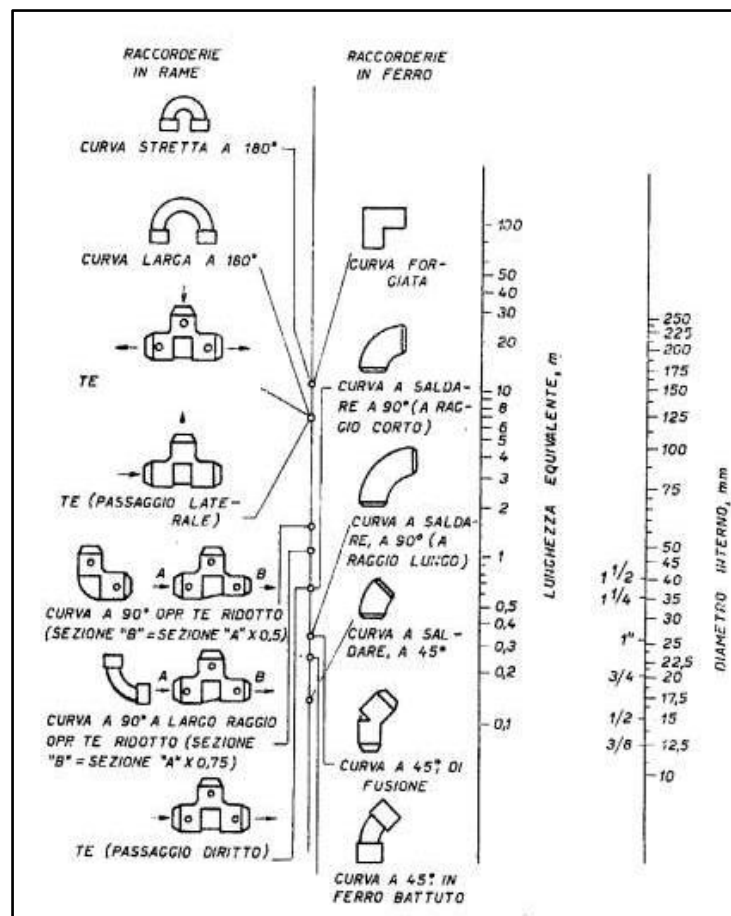 RACCORDERIE
IN RAME
CURVA STRETTA A 180°
CURVA LARGA A 180°
TE
TE (PASSAGGIO LATE-
RALE)
A
B
CURVA A 90° OPR TE RIDOTTO
(SEZIONE "B" = SEZIONE "A" X 0,5)
A
B
CURVA A 90° A LARGO RAGGIO
OPR TE RIDOTTO (SEZIONE
"B" = SEZIONE "A" X 0,75)
TE (PASSAGGIO DIRITTO)
RACCORDERIE
IN FERRO
CURVA FOR-
GIATA
CURVA A SALDA-
RE A 90° (A RAG-
GIO CORTO)
CURVA A SALDA-
RE, A 90° (A
RAGGIO LUNGO)
CURVA A SAL-
DARE, A 45°
CURVA A 45° DI
FUSIONE
CURVA A 45° IN
FERRO BATTUTO
100
50
40
30
20
10
8
6
5
4
3
2
1
0,5
0,4
0,3
0,2
0,1
LUNGHEZZA EQUIVALENTE, m
1 1/2
1 1/4
1"
3/4
1/2
3/8
250
225
200
175
150
125
100
75
50
45
40
35
30
25
22,5
20
17,5
15
12,5
10
DIAMETRO INTERNO, mm